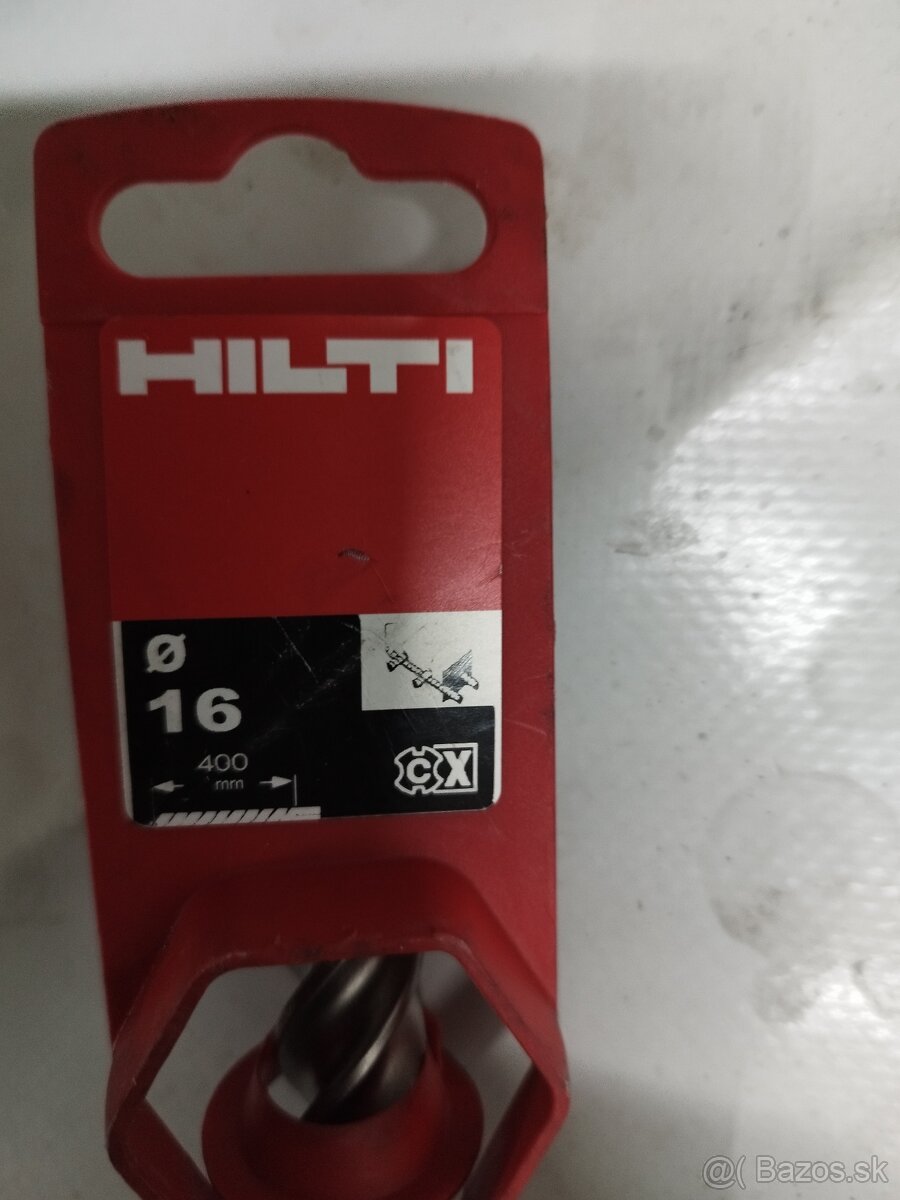 HILTI
Ø
16
400
mm
CX
@( Bazos.sk